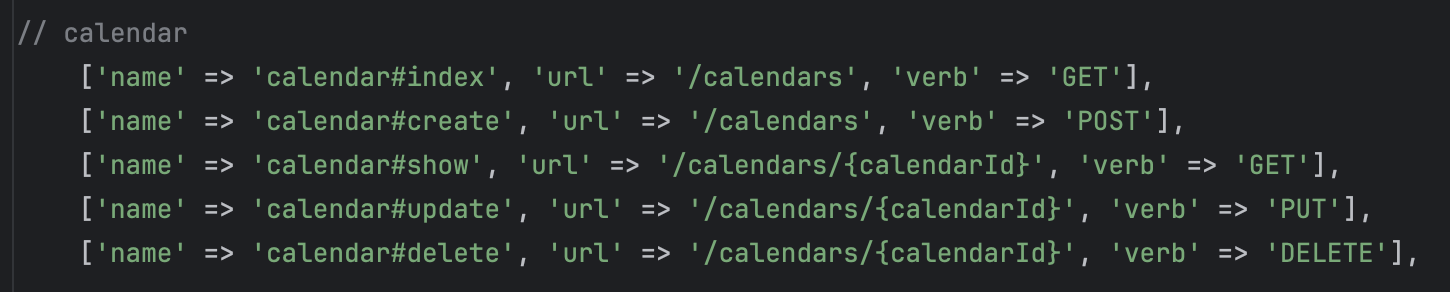 // calendar
['name' => 'calendar#index', 'url' => '/calendars', 'verb' => 'GET'],
['name' => 'calendar#create', 'url' => '/calendars', 'verb' => 'POST'],
['name' => 'calendar#show', 'url' => '/calendars/{calendarId}', 'verb' => 'GET'],
['name' => 'calendar#update', 'url' => '/calendars/{calendarId}', 'verb' => 'PUT'],
['name' => 'calendar#delete', 'url' => '/calendars/{calendarId}', 'verb' => 'DELETE'],